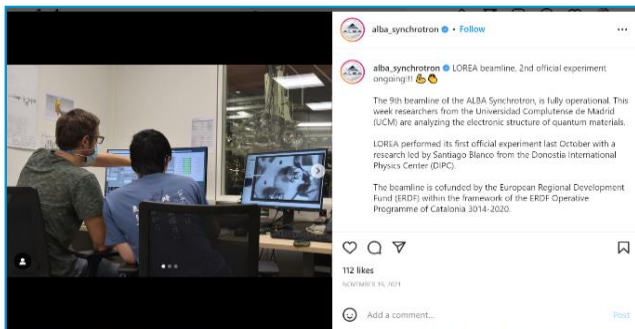 alba_synchrotron • Follow
alba_synchrotron LOREA beamline, 2nd official experiment
ongoing!!! 💪👏
The 9th beamline of the ALBA Synchrotron, is fully operational. This
week researchers from the Universidad Complutense de Madrid
(UCM) are analyzing the electronic structure of quantum materials.
LOREA performed its first official experiment last October with a
research led by Santiago Blanco from the Donostia International
Physics Center (DIPC).
The beamline is cofunded by the European Regional Development
Fund (ERDF) within the framework of the ERDF Operative
Programme of Catalonia 3014-2020.
112 likes
NOVEMBER 16, 2021
Add a comment...
Post